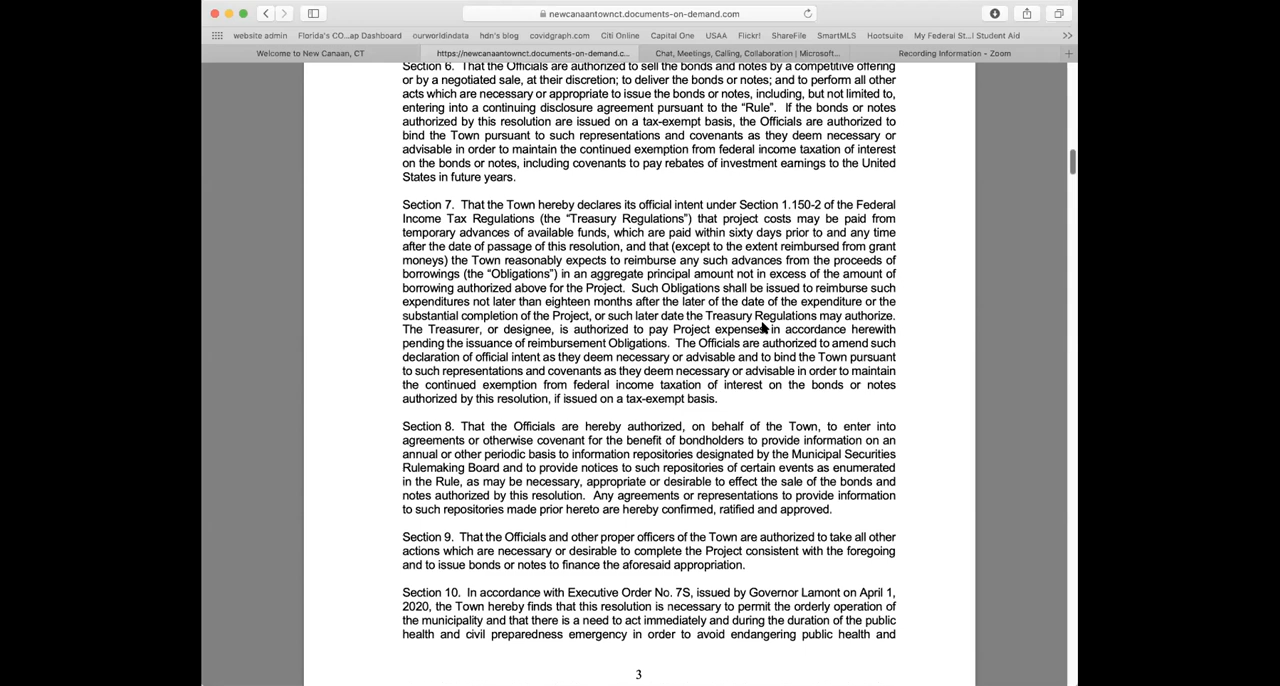 newcanaantownct.documents-on-demand.com
website admin Florida's CO...ap Dashboard ourworldindata hdn's blog covidgraph.com Citi Online Capital One USAA Flickr! ShareFile SmartMLS Hootsuite My Federal St...l Student Aid
Welcome to New Canaan, CT https://newcanaantownct.documents-on-demand.c... Chat, Meetings, Calling, Collaboration | Microsoft... Recording Information - Zoom
Section 6. That the Officials are authorized to sell the bonds and notes by a competitive offering
or by a negotiated sale, at their discretion; to deliver the bonds or notes; and to perform all other
acts which are necessary or appropriate to issue the bonds or notes, including, but not limited to,
entering into a continuing disclosure agreement pursuant to the “Rule”. If the bonds or notes
authorized by this resolution are issued on a tax-exempt basis, the Officials are authorized to
bind the Town pursuant to such representations and covenants as they deem necessary or
advisable in order to maintain the continued exemption from federal income taxation of interest
on the bonds or notes, including covenants to pay rebates of investment earnings to the United
States in future years.
Section 7. That the Town hereby declares its official intent under Section 1.150-2 of the Federal
Income Tax Regulations (the “Treasury Regulations”) that project costs may be paid from
temporary advances of available funds, which are paid within sixty days prior to and any time
after the date of passage of this resolution, and that (except to the extent reimbursed from grant
moneys) the Town reasonably expects to reimburse any such advances from the proceeds of
borrowings (the “Obligations”) in an aggregate principal amount not in excess of the amount of
borrowing authorized above for the Project. Such Obligations shall be issued to reimburse such
expenditures not later than eighteen months after the later of the date of the expenditure or the
substantial completion of the Project, or such later date the Treasury Regulations may authorize.
The Treasurer, or designee, is authorized to pay Project expenses in accordance herewith
pending the issuance of reimbursement Obligations. The Officials are authorized to amend such
declaration of official intent as they deem necessary or advisable and to bind the Town pursuant
to such representations and covenants as they deem necessary or advisable in order to maintain
the continued exemption from federal income taxation of interest on the bonds or notes
authorized by this resolution, if issued on a tax-exempt basis.
Section 8. That the Officials are hereby authorized, on behalf of the Town, to enter into
agreements or otherwise covenant for the benefit of bondholders to provide information on an
annual or other periodic basis to information repositories designated by the Municipal Securities
Rulemaking Board and to provide notices to such repositories of certain events as enumerated
in the Rule, as may be necessary, appropriate or desirable to effect the sale of the bonds and
notes authorized by this resolution. Any agreements or representations to provide information
to such repositories made prior hereto are hereby confirmed, ratified and approved.
Section 9. That the Officials and other proper officers of the Town are authorized to take all other
actions which are necessary or desirable to complete the Project consistent with the foregoing
and to issue bonds or notes to finance the aforesaid appropriation.
Section 10. In accordance with Executive Order No. 7S, issued by Governor Lamont on April 1,
2020, the Town hereby finds that this resolution is necessary to permit the orderly operation of
the municipality and that there is a need to act immediately and during the duration of the public
health and civil preparedness emergency in order to avoid endangering public health and
3